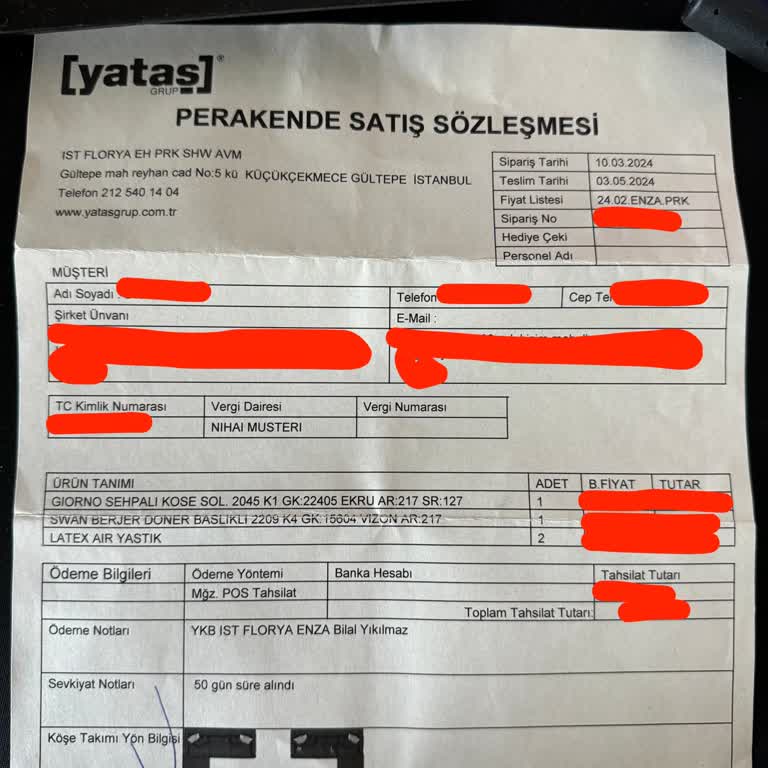 [yataş]®
GRUP
PERAKENDE SATIŞ SÖZLEŞMESİ
IST FLORYA EH PRK SHW AVM
Gültepe mah reyhan cad No:5 kü KÜÇÜKÇEKMECE GÜLTEPE İSTANBUL
Telefon 212 540 14 04
www.yatasgrup.com.tr
Sipariş Tarihi 10.03.2024
Teslim Tarihi 03.05.2024
Fiyat Listesi 24.02.ENZA.PRK
Sipariş No
Hediye Çeki
Personel Adı
MÜŞTERİ
Adı Soyadı : Telefon Cep Tel
Şirket Ünvanı E-Mail :
TC Kimlik Numarası Vergi Dairesi Vergi Numarası
NIHAI MUSTERI
ÜRÜN TANIMI ADET B.FİYAT TUTAR
GIORNO SEHPALI KOSE SOL. 2045 K1 GK:22405 EKRU AR:217 SR:127 1
SWAN BERJER DONER BASLIKLI 2209 K4 GK:15604 VIZON AR:217 1
LATEX AIR YASTIK 2
Ödeme Bilgileri Ödeme Yöntemi Banka Hesabı Tahsilat Tutarı
Mğz. POS Tahsilat
Toplam Tahsilat Tutarı:
Ödeme Notları YKB IST FLORYA ENZA Bilal Yıkılmaz
Sevkiyat Notları 50 gün süre alındı
Köşe Takımı Yön Bilgisi